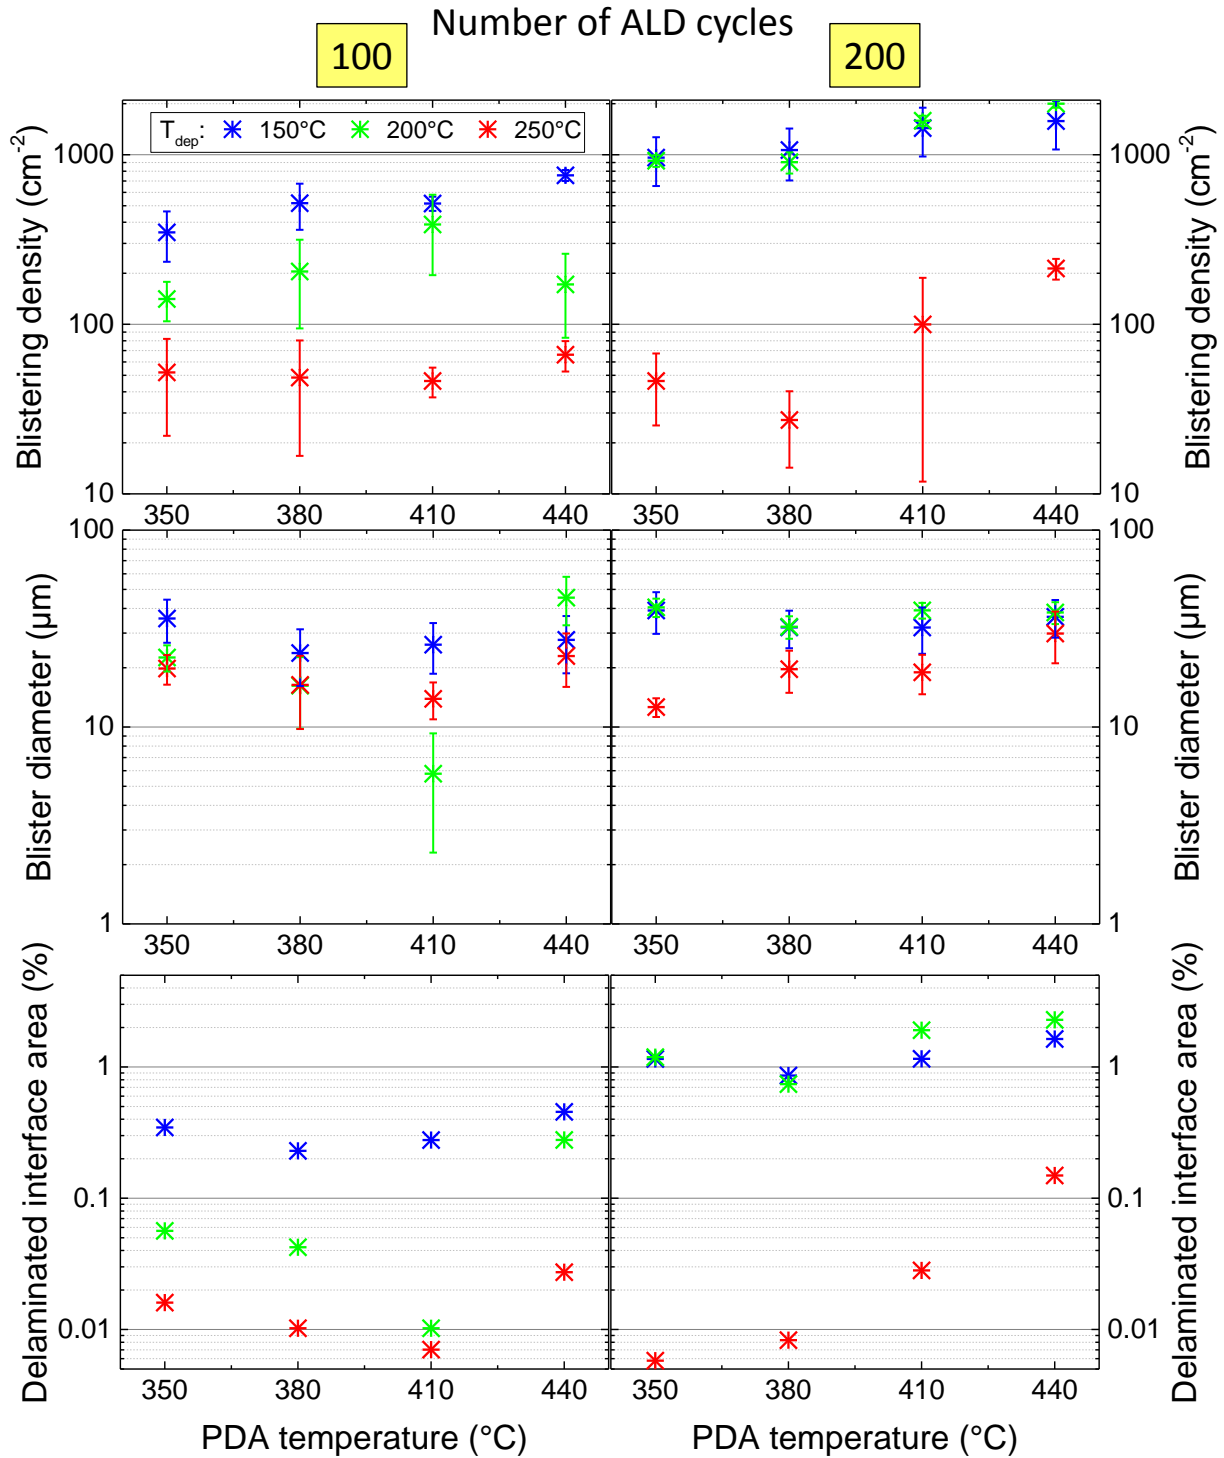 Number of ALD cycles
100
200
T_dep: 150°C 200°C 250°C
Blistering density (cm⁻²)
1000
100
10
350 380 410 440
350 380 410 440
1000
100
10
Blistering density (cm⁻²)
Blister diameter (µm)
100
10
1
350 380 410 440
350 380 410 440
100
10
1
Blister diameter (µm)
Delaminated interface area (%)
1
0.1
0.01
350 380 410 440
350 380 410 440
1
0.1
0.01
Delaminated interface area (%)
PDA temperature (°C)
PDA temperature (°C)